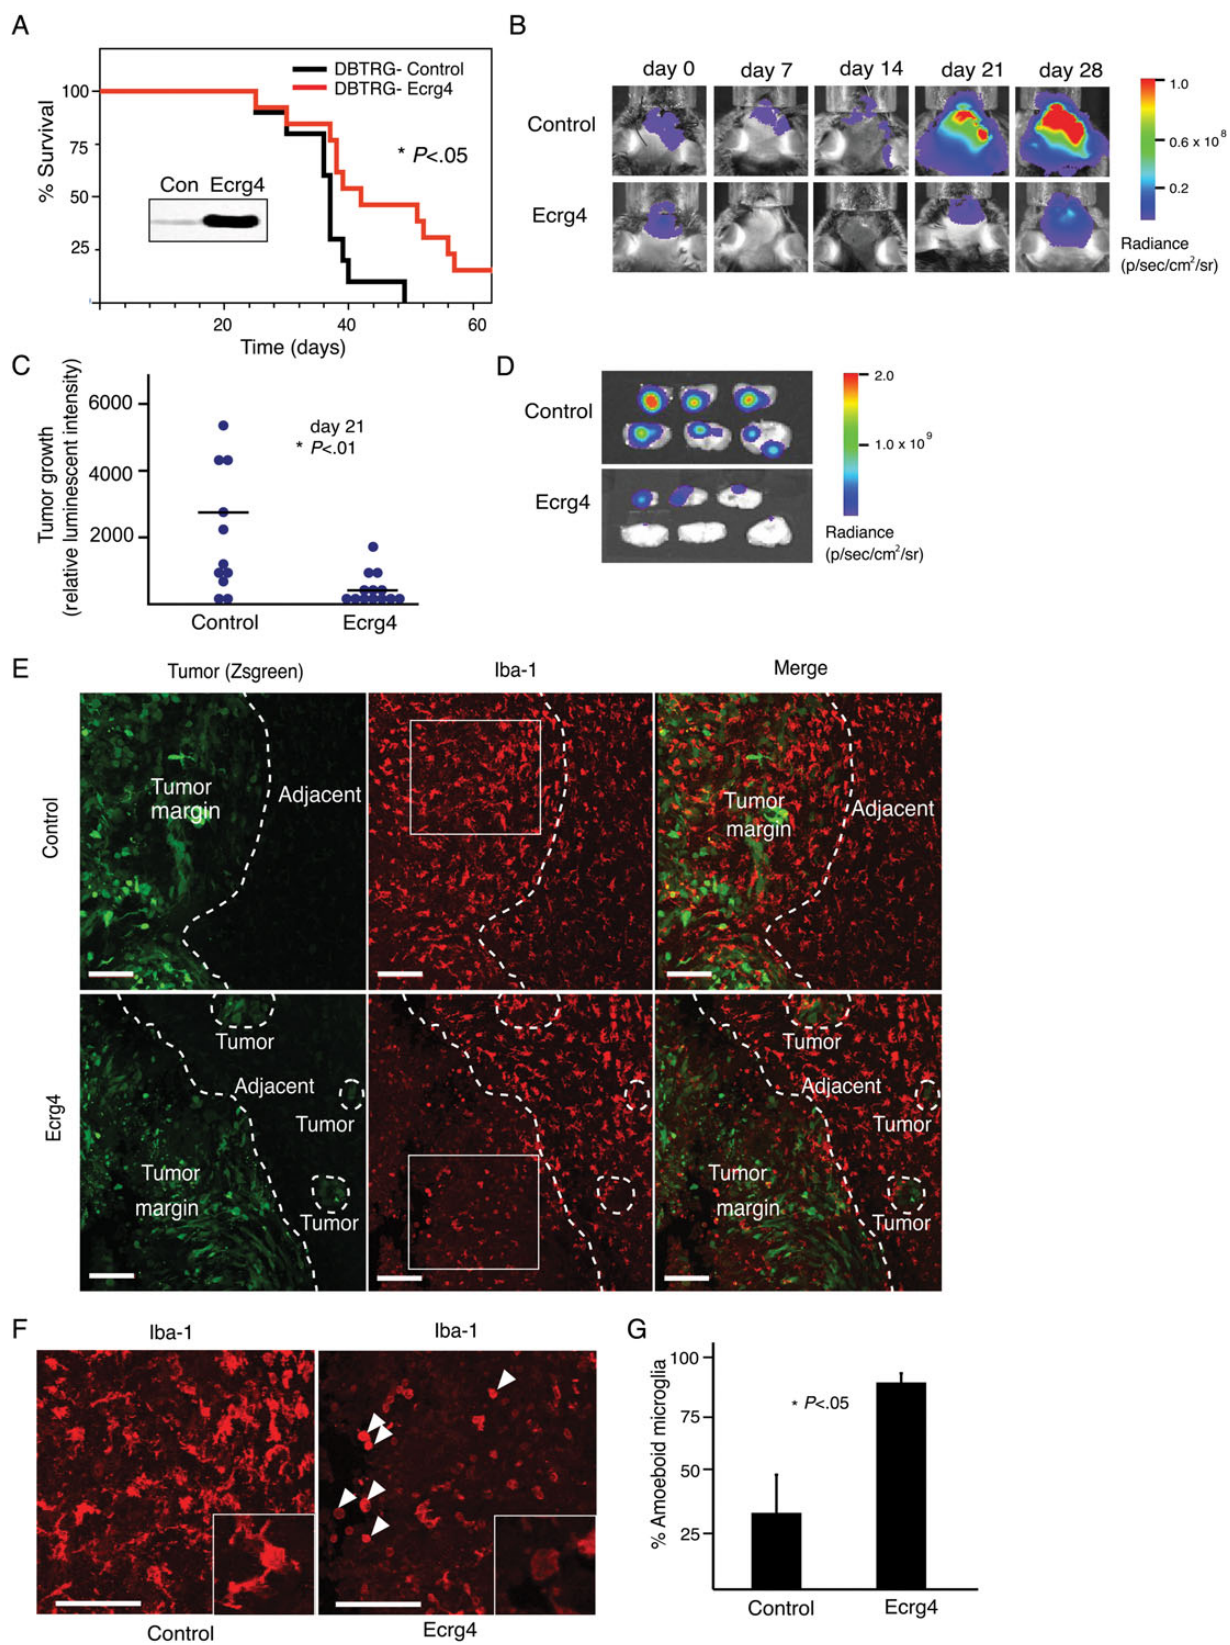 A
DBTRG- Control
DBTRG- Ecrg4
100
75
50
25
% Survival
* P<.05
Con Ecrg4
20 40 60
Time (days)
B
day 0 day 7 day 14 day 21 day 28
Control
Ecrg4
1.0
0.6 x 10^8
0.2
Radiance
(p/sec/cm²/sr)
C
Tumor growth
(relative luminescent intensity)
6000
4000
2000
day 21
* P<.01
Control Ecrg4
D
Control
Ecrg4
2.0
1.0 x 10^9
Radiance
(p/sec/cm²/sr)
E
Tumor (Zsgreen) Iba-1 Merge
Control
Tumor
margin
Adjacent
Tumor
margin
Adjacent
Ecrg4
Tumor
Adjacent
Tumor
Tumor
margin
Tumor
Tumor
Adjacent
Tumor
Tumor
margin
Tumor
F
Iba-1 Iba-1
Control Ecrg4
G
% Amoeboid microglia
100
75
50
25
* P<.05
Control Ecrg4